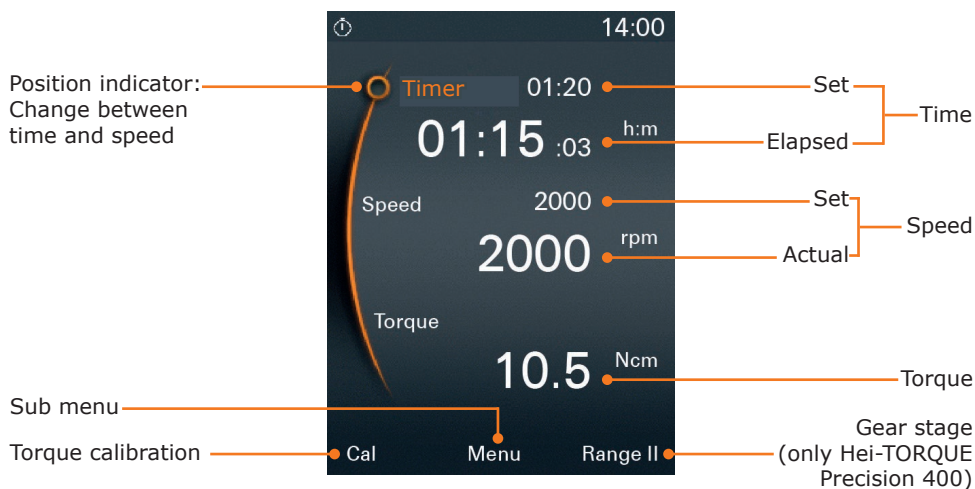 14:00
Position indicator:
Change between
time and speed
Timer 01:20
Set
Time
01:15 :03 h:m
Elapsed
Speed 2000
Set
Speed
2000 rpm
Actual
Torque
10.5 Ncm
Torque
Sub menu
Torque calibration
Cal Menu Range II
Gear stage
(only Hei-TORQUE
Precision 400)